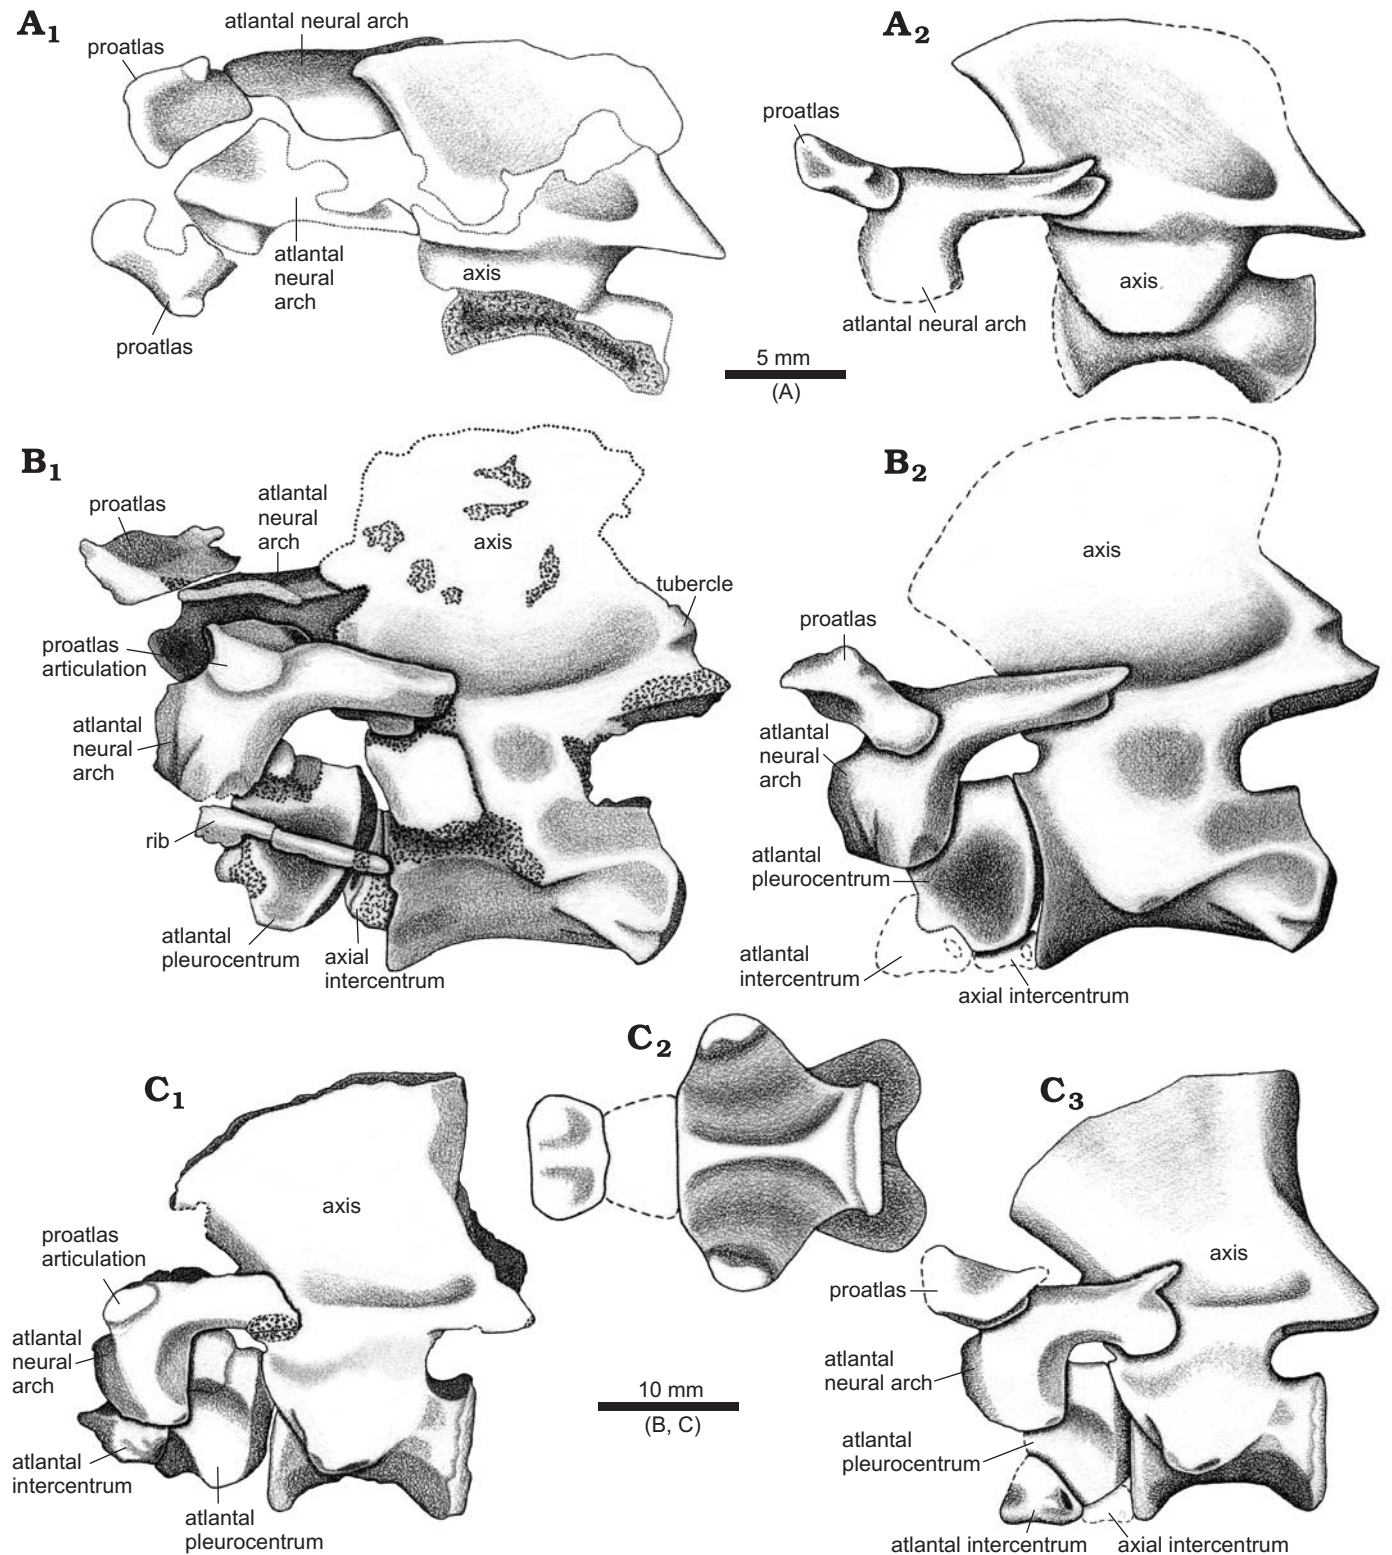 A1
atlantal neural arch
proatlas
atlantal
neural
arch
axis
proatlas
A2
proatlas
axis
atlantal neural arch
5 mm
(A)
B1
proatlas
atlantal
neural
arch
axis
tubercle
proatlas
articulation
atlantal
neural
arch
rib
atlantal
pleurocentrum
axial
intercentrum
B2
axis
proatlas
atlantal
neural
arch
atlantal
pleurocentrum
atlantal
intercentrum
axial intercentrum
C1
axis
proatlas
articulation
atlantal
neural
arch
atlantal
intercentrum
atlantal
pleurocentrum
C2
10 mm
(B, C)
C3
axis
proatlas
atlantal
neural arch
atlantal
pleurocentrum
atlantal intercentrum
axial intercentrum